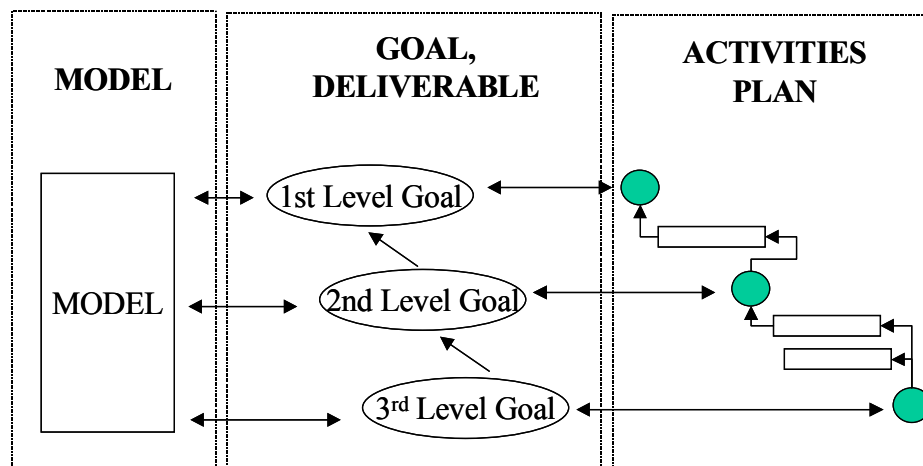 MODEL
GOAL,
DELIVERABLE
ACTIVITIES
PLAN
1st Level Goal
MODEL
2nd Level Goal
3rd Level Goal